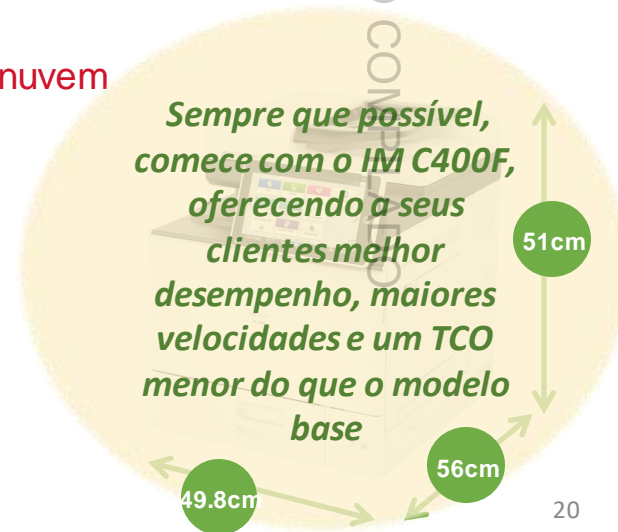 nuvem
COMPILADO
Sempre que possível,
comece com o IM C400F,
oferecendo a seus
clientes melhor
desempenho, maiores
velocidades e um TCO
menor do que o modelo
base
51cm
56cm
49.8cm
20